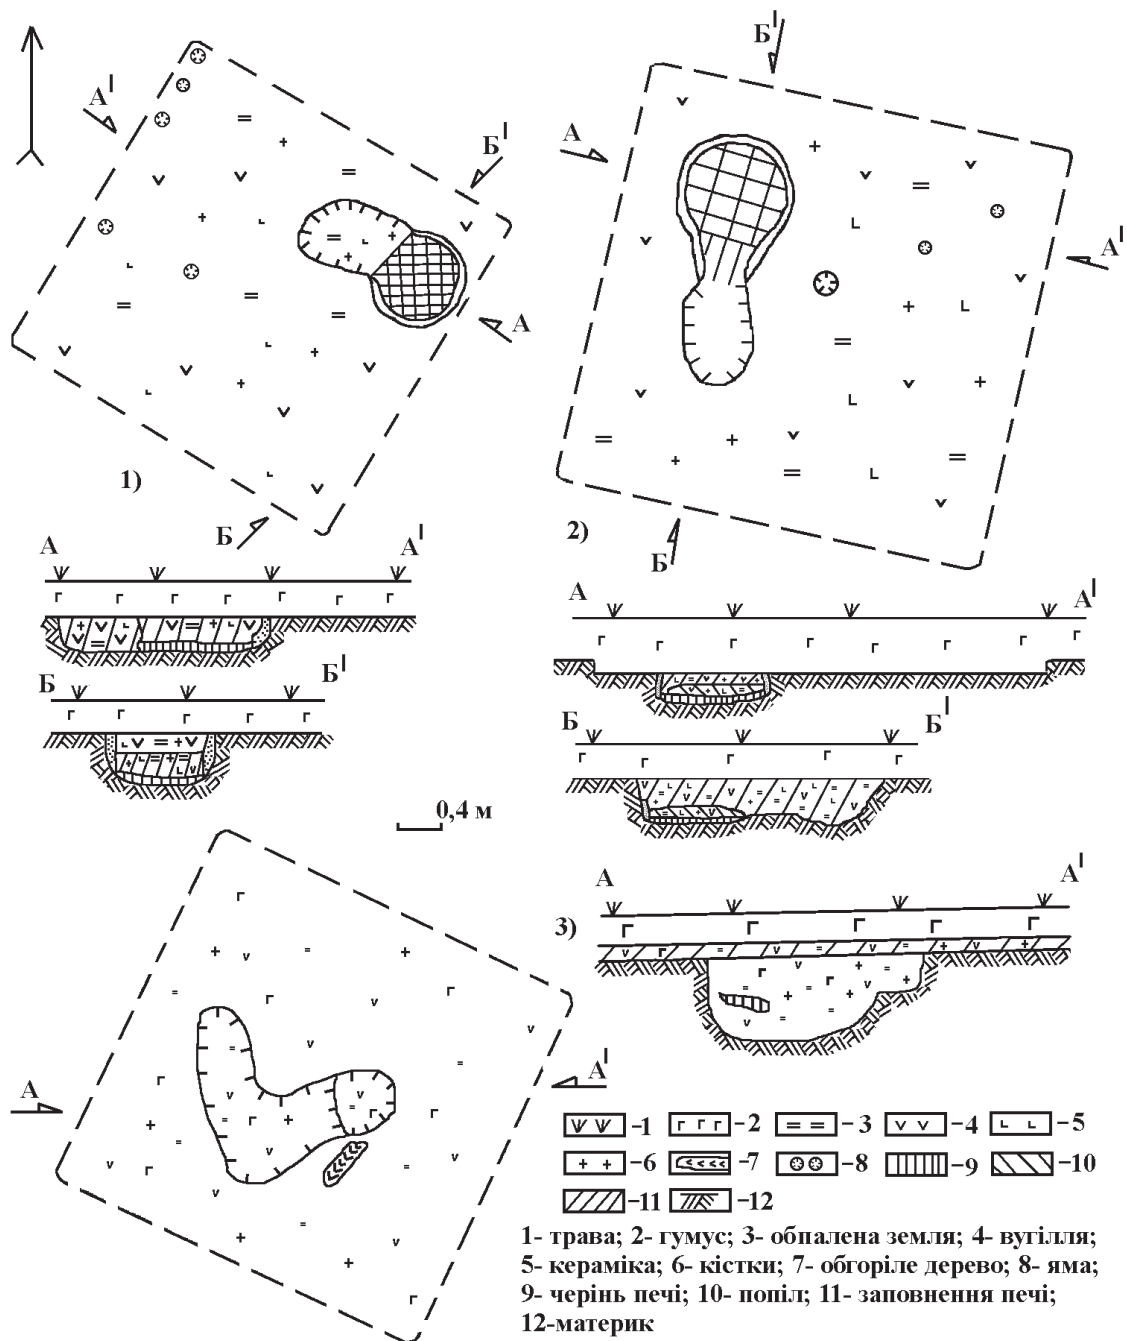 Б|
А|
А
Б|
А
А|
А
Б
1)
2)
Б
А А|
А А|
Б Б|
Б Б|
0,4 м
А А|
3)
А
А|
-1 -2 -3 -4 -5
-6 -7 -8 -9 -10
-11 -12
1- трава; 2- гумус; 3- обпалена земля; 4- вугілля;
5- кераміка; 6- кістки; 7- обгоріле дерево; 8- яма;
9- черінь печі; 10- попіл; 11- заповнення печі;
12-материк